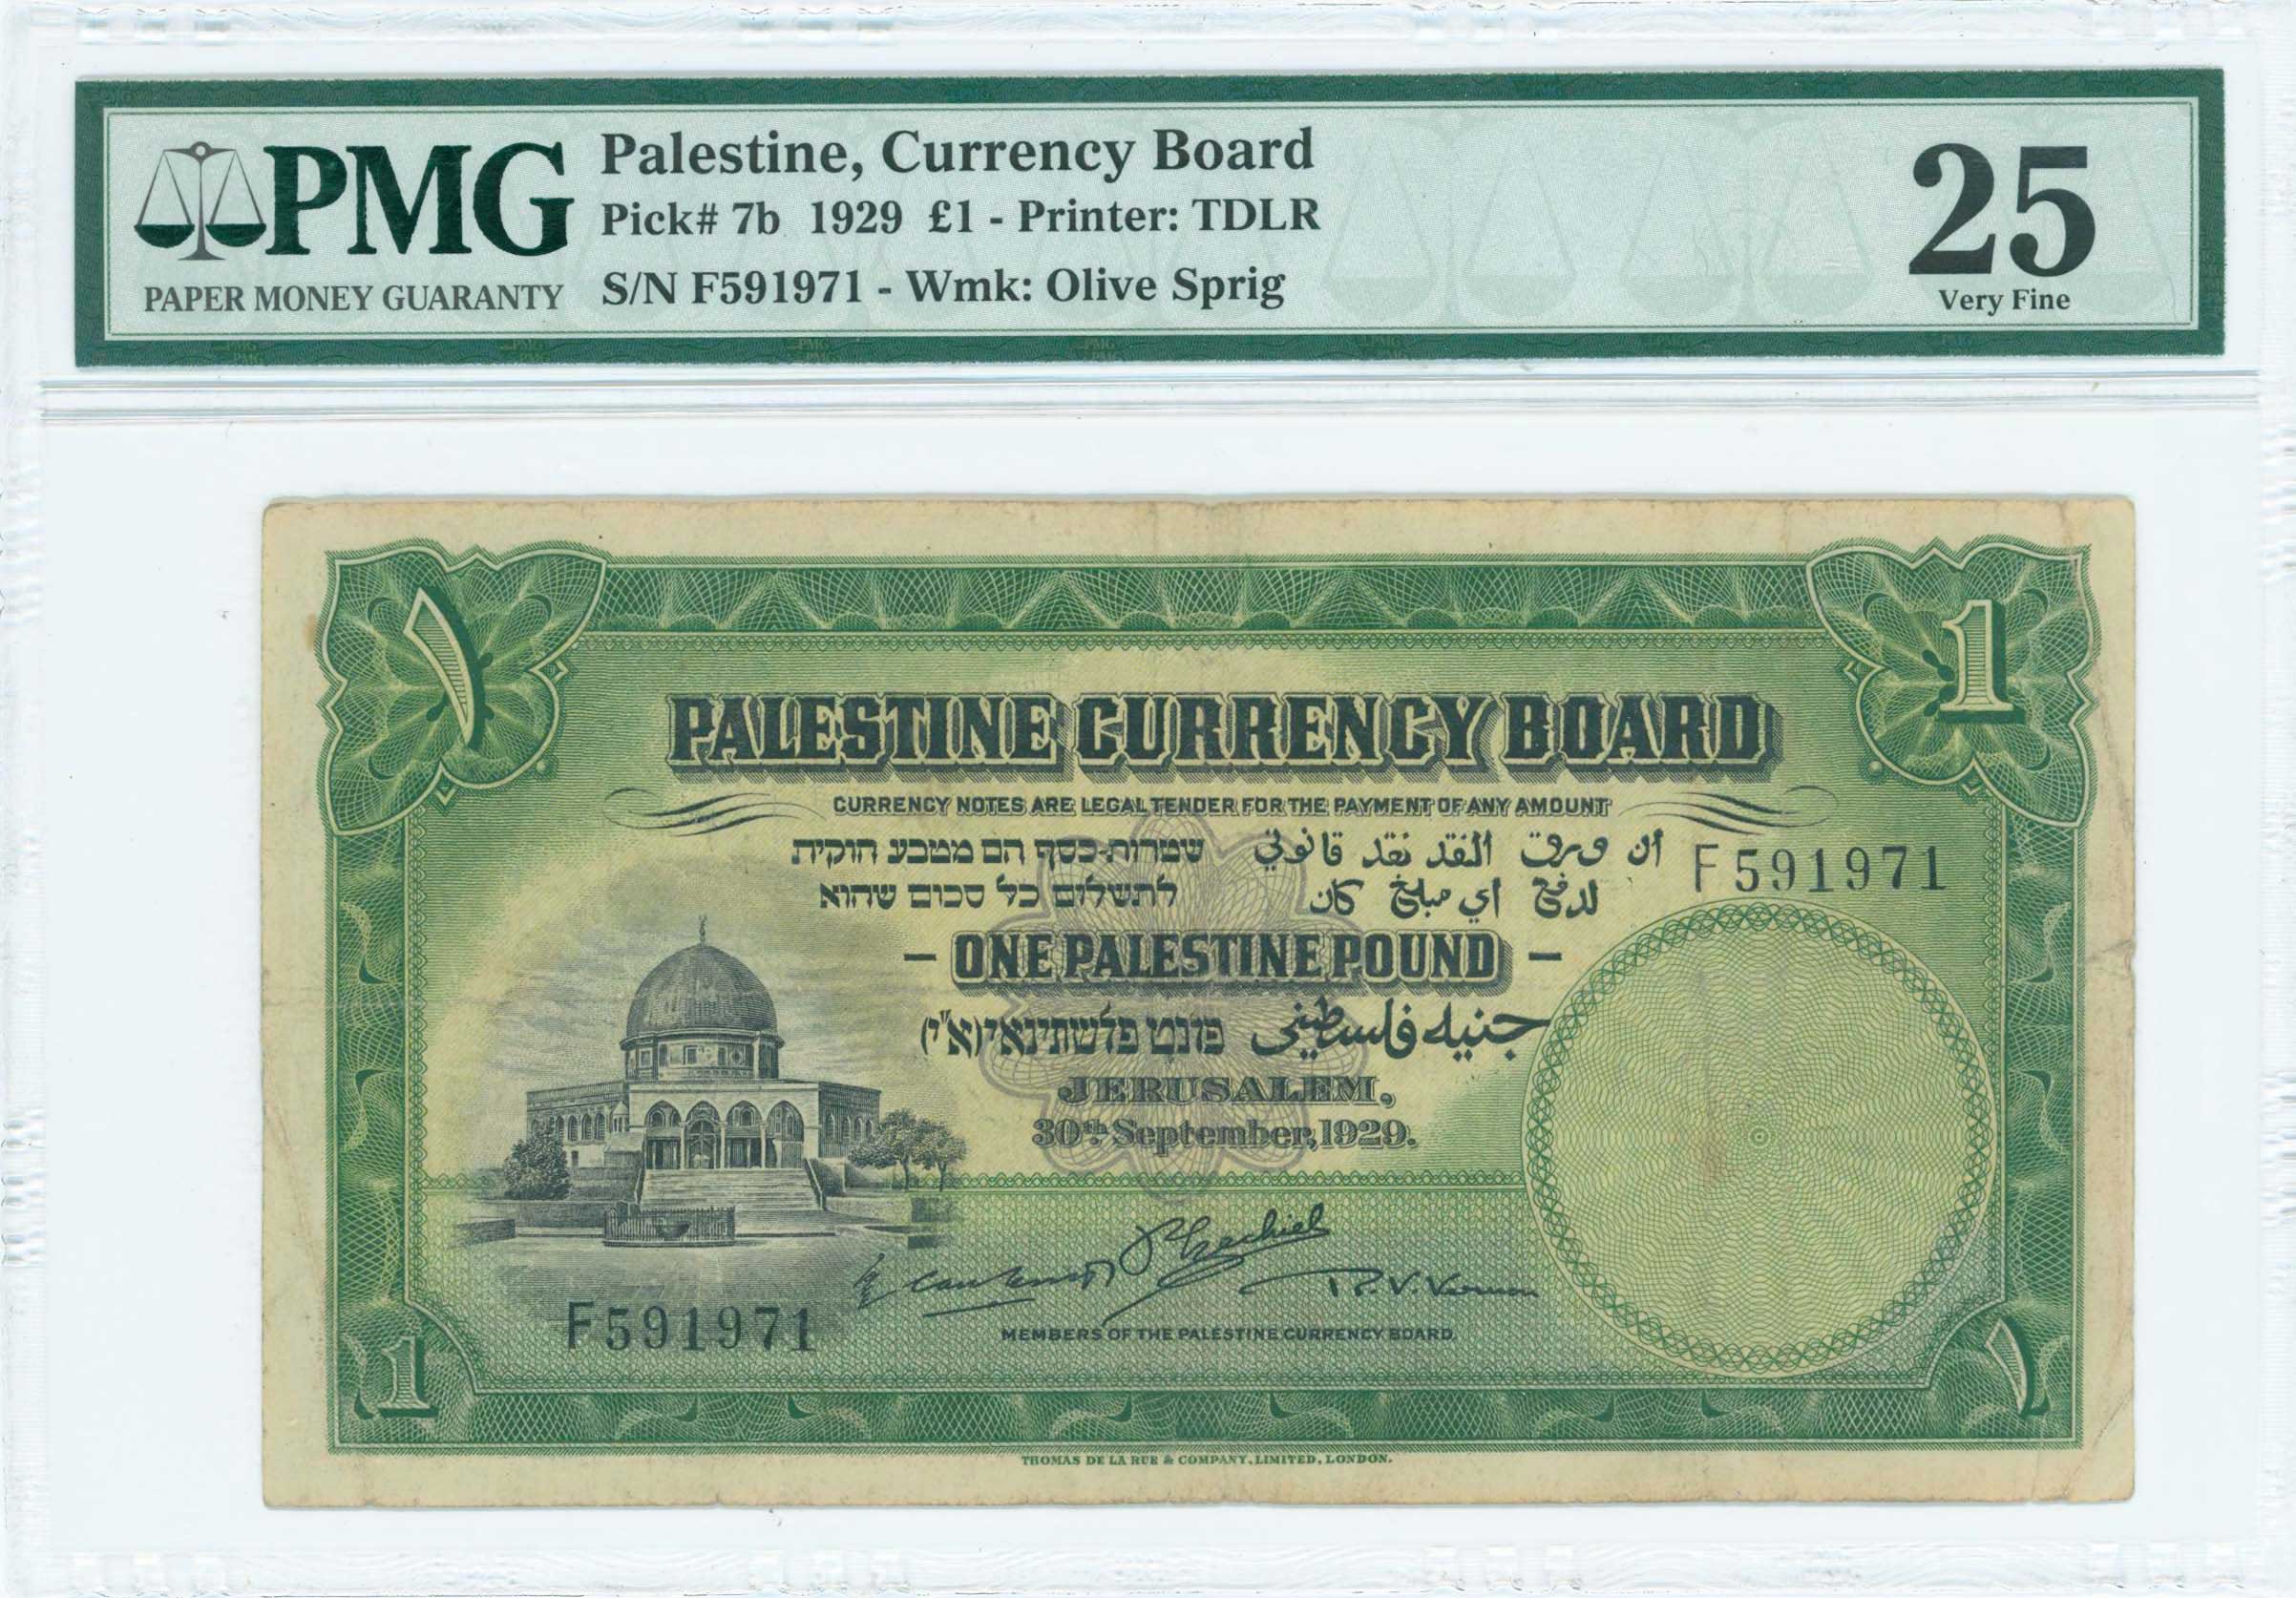 PMG
PAPER MONEY GUARANTY
Palestine, Currency Board
Pick# 7b 1929 £1 - Printer: TDLR
S/N F591971 - Wmk: Olive Sprig
25
Very Fine
١
1
PALESTINE CURRENCY BOARD
CURRENCY NOTES ARE LEGAL TENDER FOR THE PAYMENT OF ANY AMOUNT
שטרות-כסף הם מטבע חוקית
לתשלום כל סכום שהוא
ان ورق النقد نقد قانوني
لدفع اي مبلغ كان
F591971
- ONE PALESTINE POUND -
פונט פלשתינאי(א"י)
جنيه فلسطيني
JERUSALEM,
30th September, 1929.
P Ezechiel
P.V. Vernon
F591971
MEMBERS OF THE PALESTINE CURRENCY BOARD.
1
١
THOMAS DE LA RUE & COMPANY, LIMITED, LONDON.